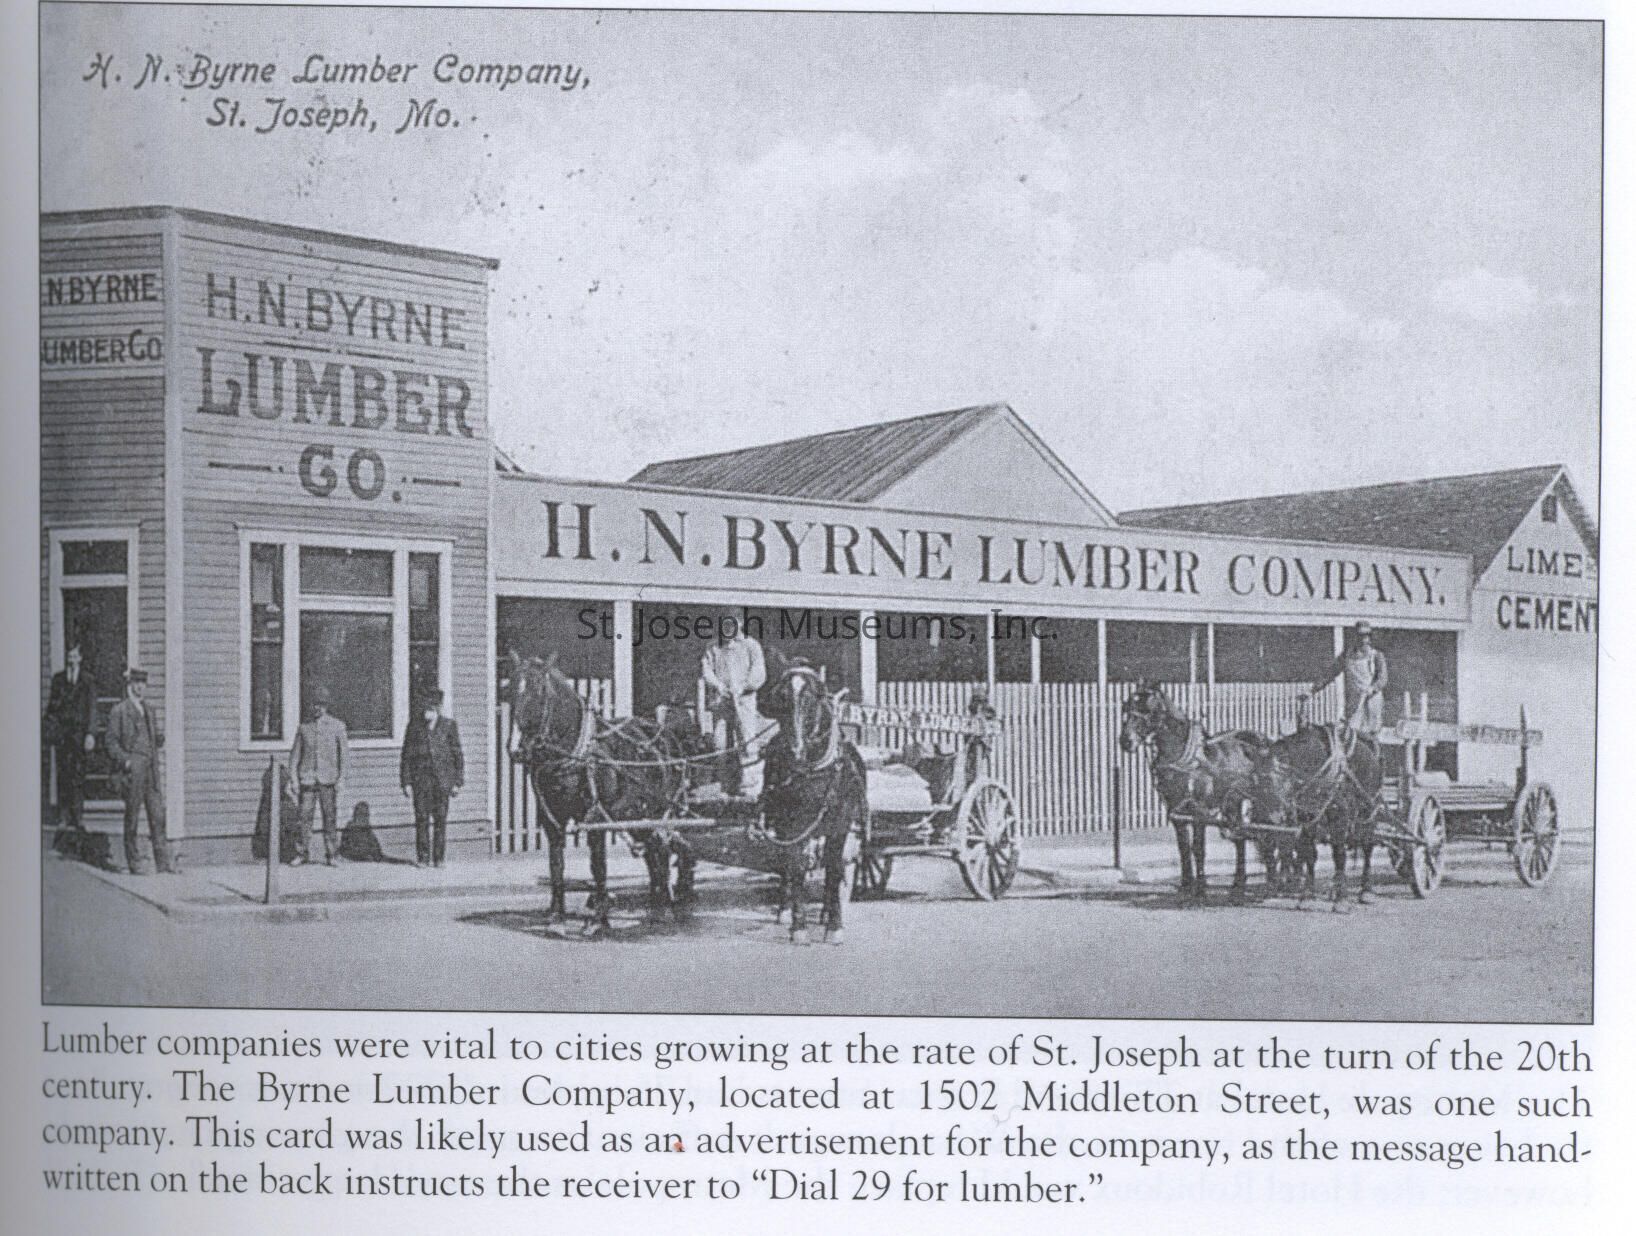 H. N. Byrne Lumber Company,
St. Joseph, Mo.
N. BYRNE
UMBER CO
H. N. BYRNE
LUMBER
CO.
H. N. BYRNE LUMBER COMPANY.
LIME
CEMENT
St. Joseph Museums, Inc.
BYRNE LUMBER
Lumber companies were vital to cities growing at the rate of St. Joseph at the turn of the 20th
century. The Byrne Lumber Company, located at 1502 Middleton Street, was one such
company. This card was likely used as an advertisement for the company, as the message hand-
written on the back instructs the receiver to “Dial 29 for lumber.”